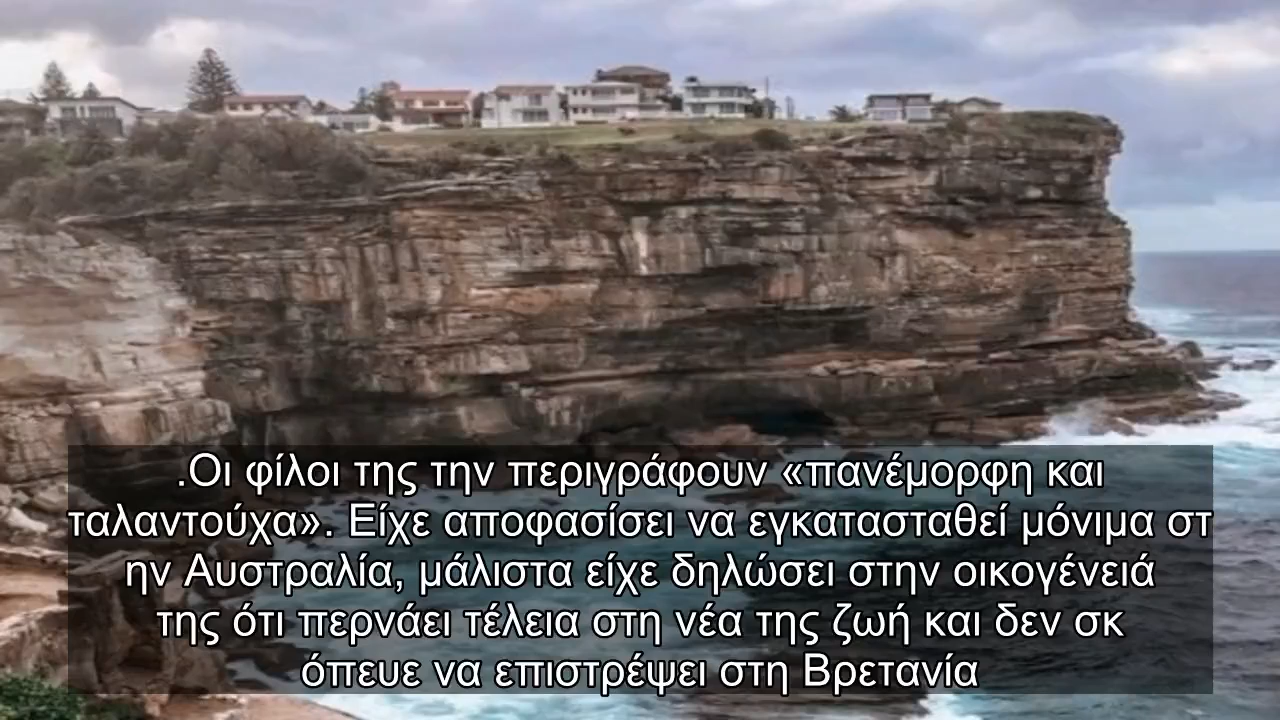 .Οι φίλοι της την περιγράφουν «πανέμορφη και
ταλαντούχα». Είχε αποφασίσει να εγκατασταθεί μόνιμα στ
ην Αυστραλία, μάλιστα είχε δηλώσει στην οικογένειά
της ότι περνάει τέλεια στη νέα της ζωή και δεν σκ
όπευε να επιστρέψει στη Βρετανία